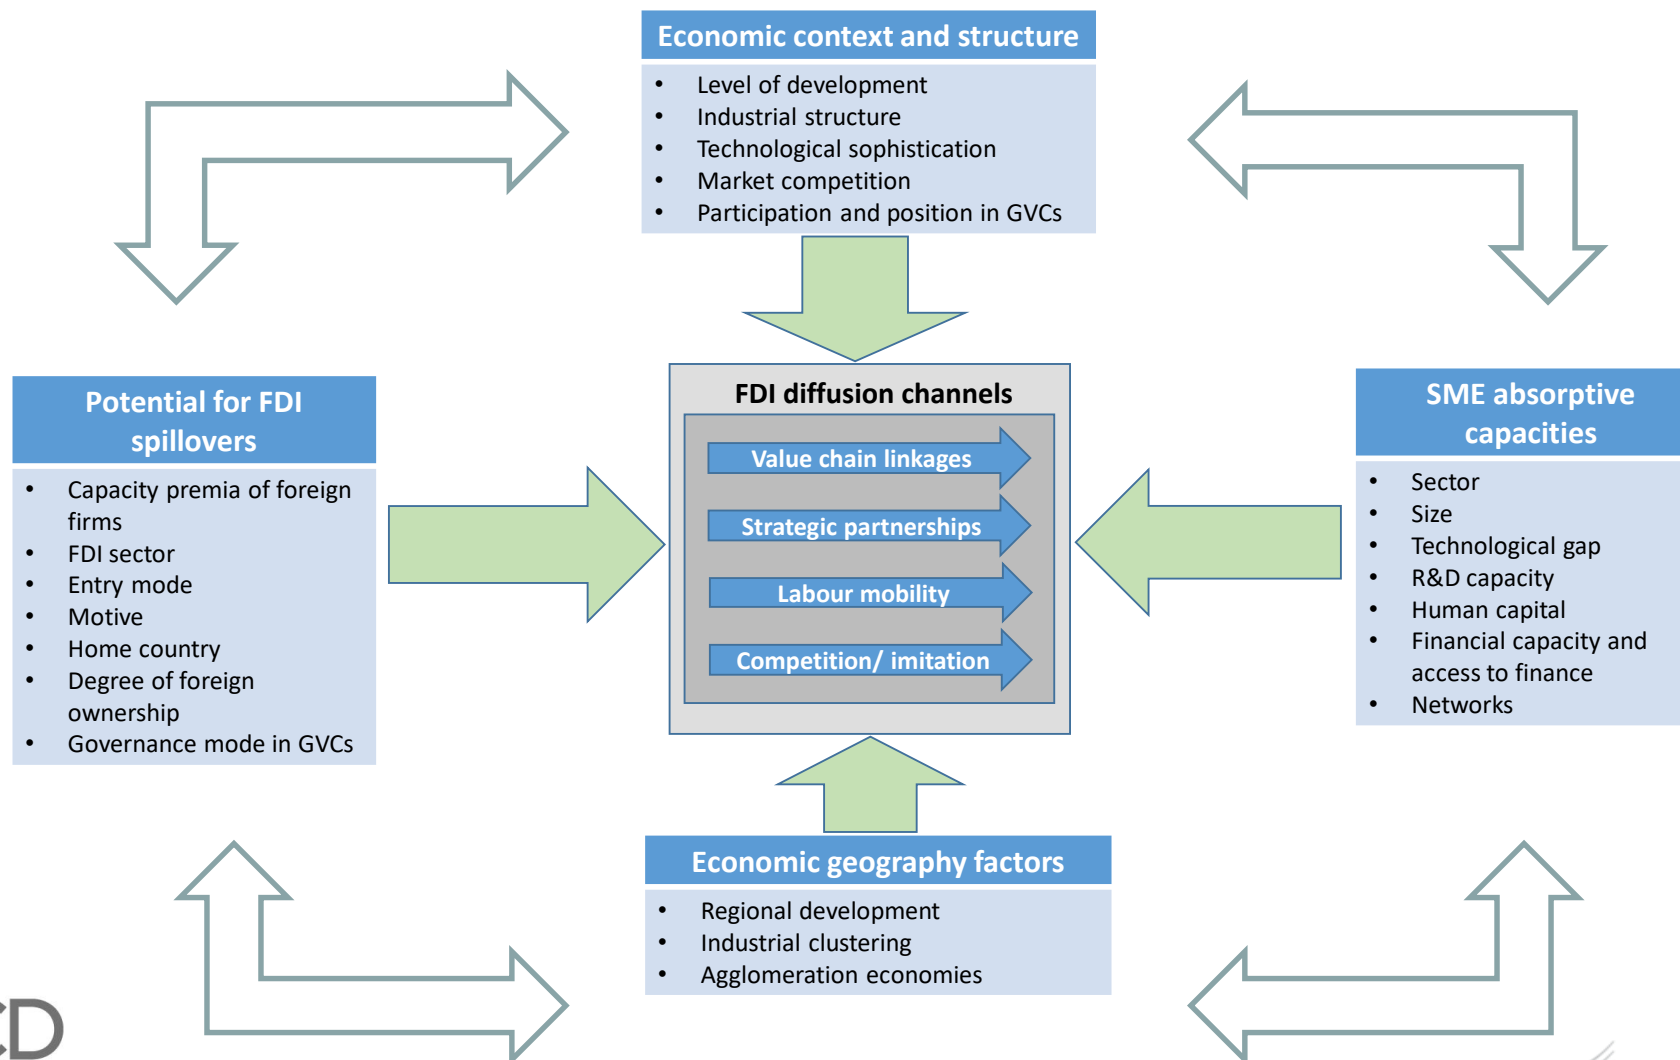 Economic context and structure
• Level of development
• Industrial structure
• Technological sophistication
• Market competition
• Participation and position in GVCs
Potential for FDI
spillovers
• Capacity premia of foreign
firms
• FDI sector
• Entry mode
• Motive
• Home country
• Degree of foreign
ownership
• Governance mode in GVCs
FDI diffusion channels
Value chain linkages
Strategic partnerships
Labour mobility
Competition/ imitation
SME absorptive
capacities
• Sector
• Size
• Technological gap
• R&D capacity
• Human capital
• Financial capacity and
access to finance
• Networks
Economic geography factors
• Regional development
• Industrial clustering
• Agglomeration economies
CD